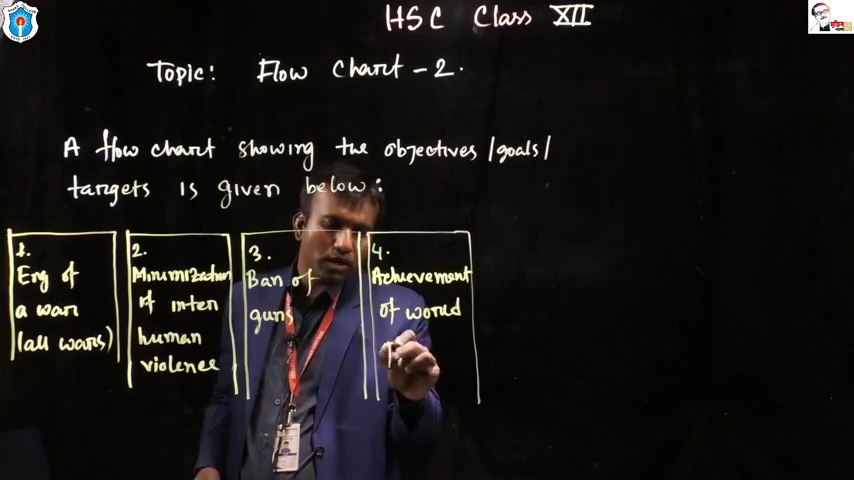 HSC Class XII
Topic: Flow Chart - 2.
A flow chart showing the objectives /goals/
targets is given below:
1.
Eng of
a war
(all wars)
2.
Minimization
of inter
human
violence
3.
Ban of
guns
4.
Achievement
of world